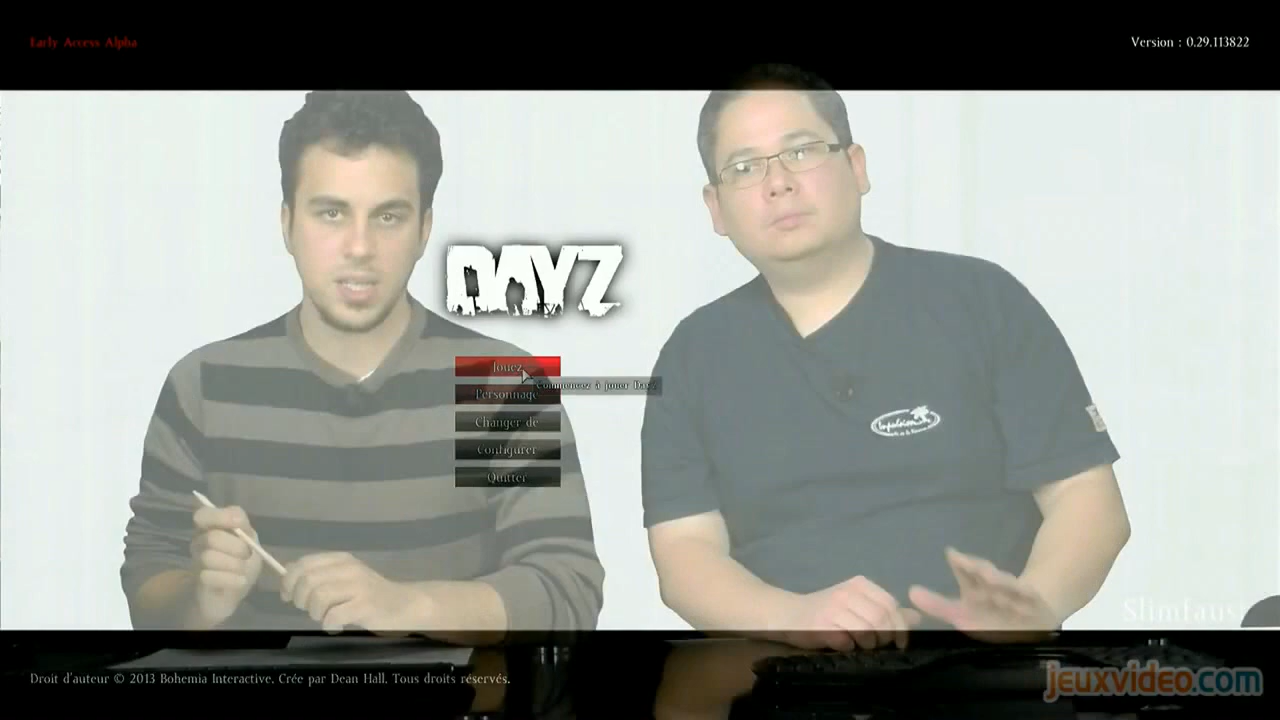 Early Access Alpha
Version : 0.29.113822
DAYZ
Jouez
Commencez à jouer DayZ
Personnage
Changer de
Configurer
Quitter
Impulsion
Slimfaust
Droit d'auteur © 2013 Bohemia Interactive. Crée par Dean Hall. Tous droits réservés.
jeuxvideo.com